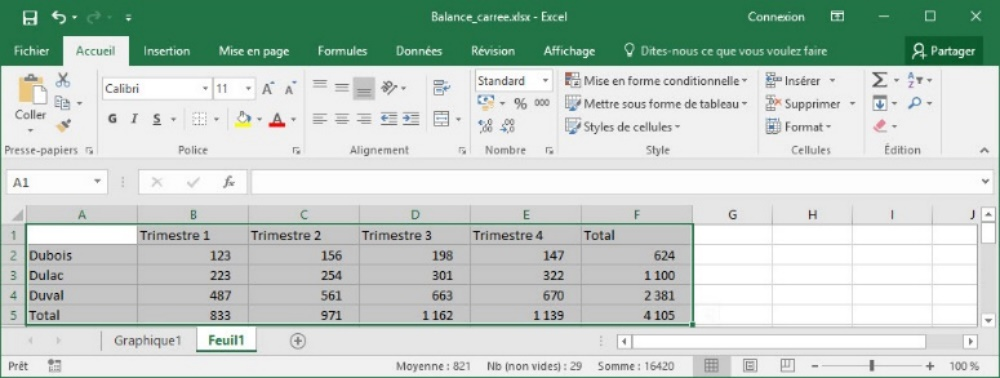 Balance_carree.xlsx - Excel Connexion
Fichier Accueil Insertion Mise en page Formules Données Révision Affichage Dites-nous ce que vous voulez faire Partager
Coller Calibri 11 Standard Mise en forme conditionnelle Insérer
G I S % 000 Mettre sous forme de tableau Supprimer
Styles de cellules Format
Presse-papiers Police Alignement Nombre Style Cellules Édition
A1 fx
A B C D E F G H I J
1 Trimestre 1 Trimestre 2 Trimestre 3 Trimestre 4 Total
2 Dubois 123 156 198 147 624
3 Dulac 223 254 301 322 1 100
4 Duval 487 561 663 670 2 381
5 Total 833 971 1 162 1 139 4 105
Graphique1 Feuil1
Prêt Moyenne : 821 Nb (non vides) : 29 Somme : 16420 100 %